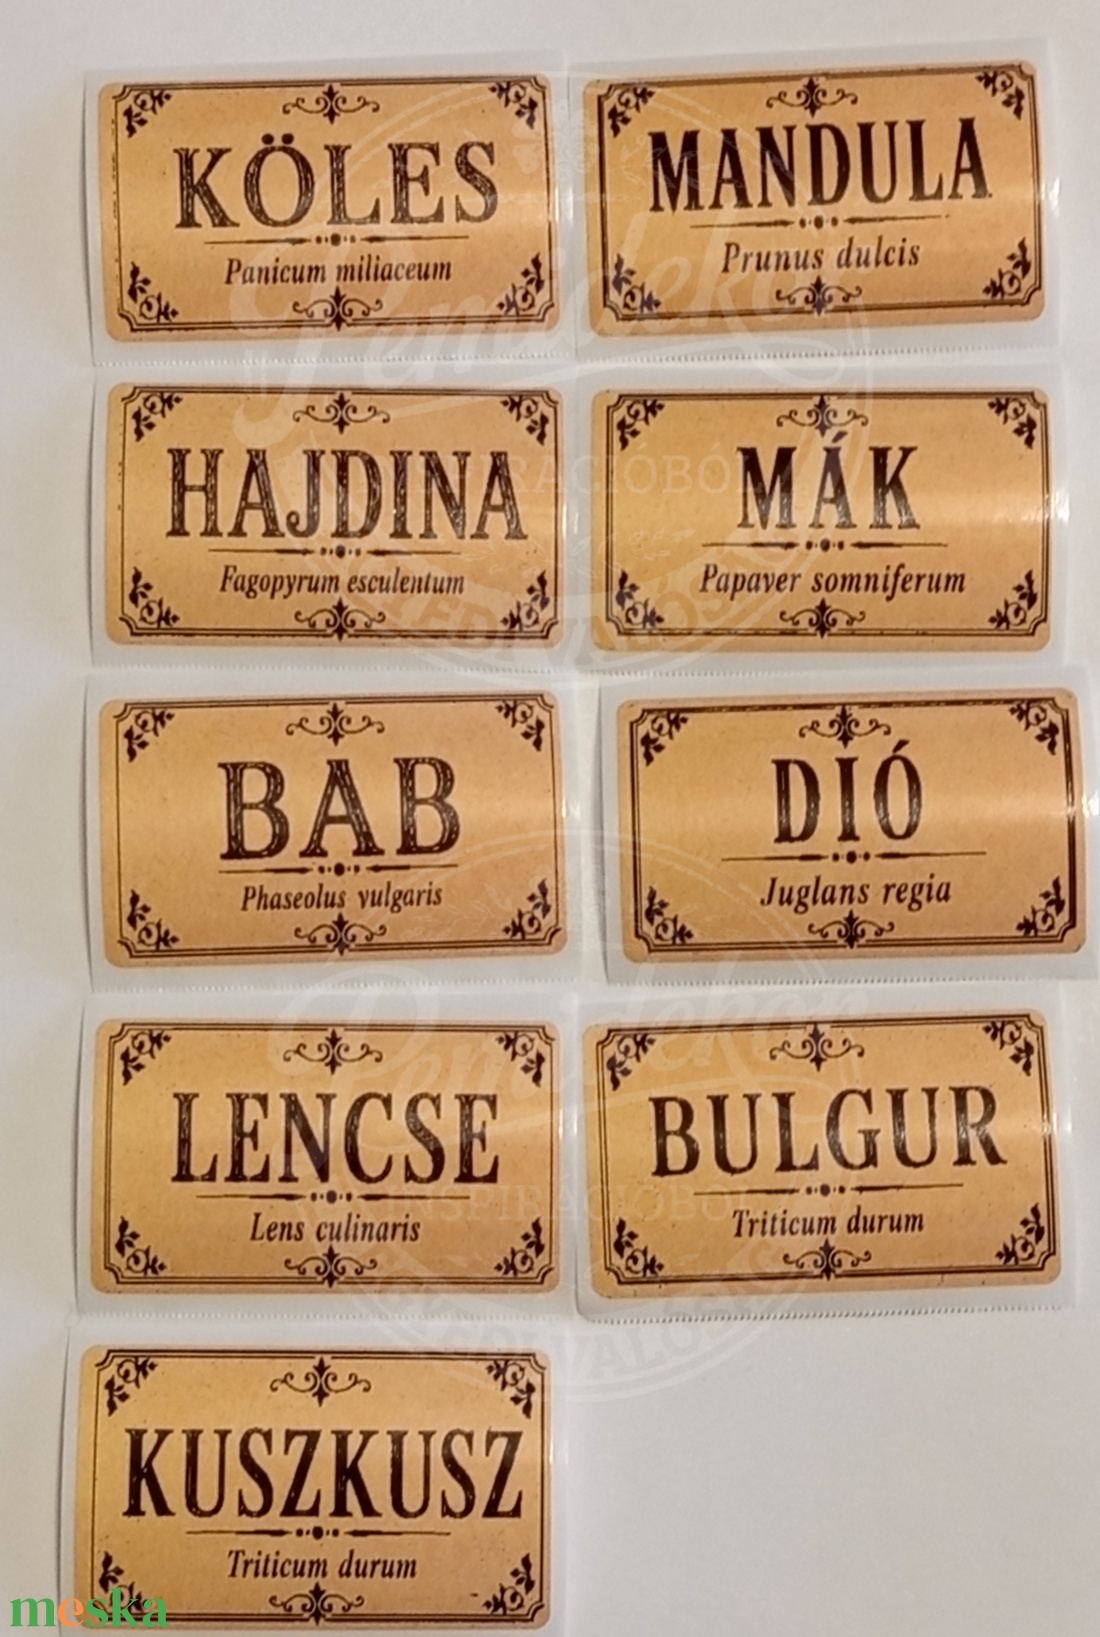 KÖLES
Panicum miliaceum
MANDULA
Prunus dulcis
HAJDINA
Fagopyrum esculentum
MÁK
Papaver somniferum
BAB
Phaseolus vulgaris
DIÓ
Juglans regia
LENCSE
Lens culinaris
BULGUR
Triticum durum
KUSZKUSZ
Triticum durum
meska